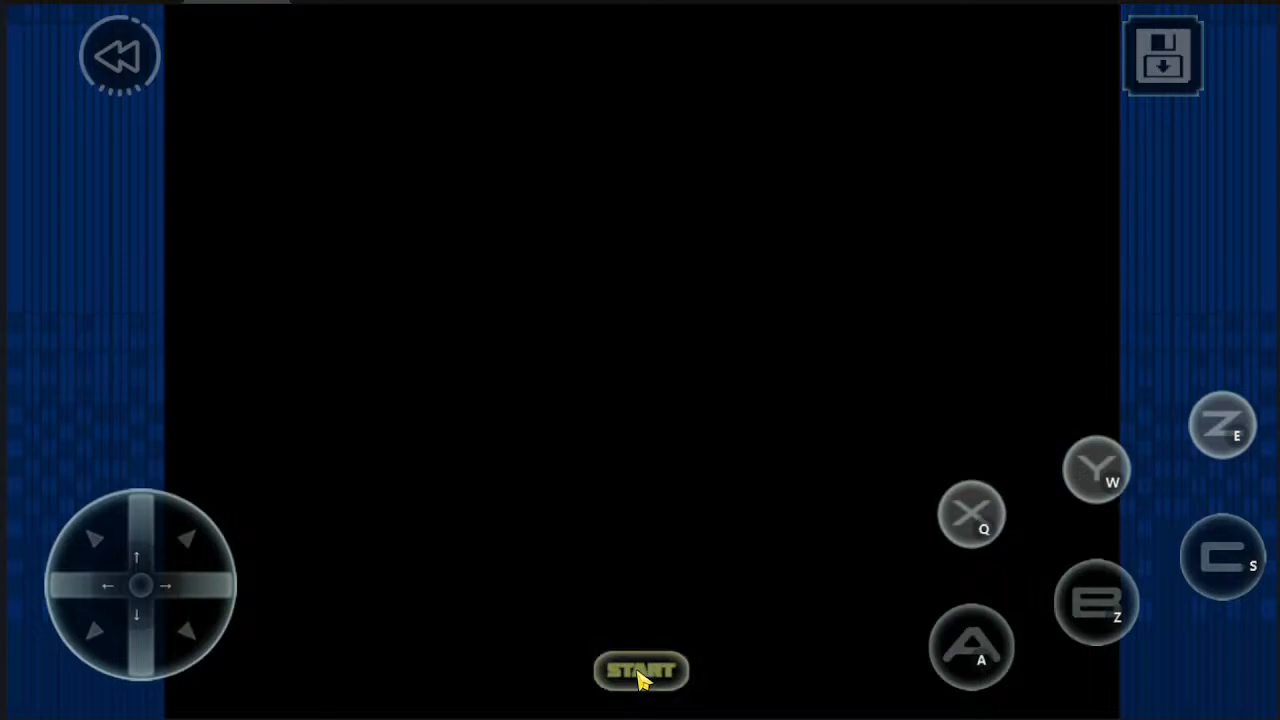 Z E
Y W
X Q
C S
B Z
A A
← ↑ → ↓
START